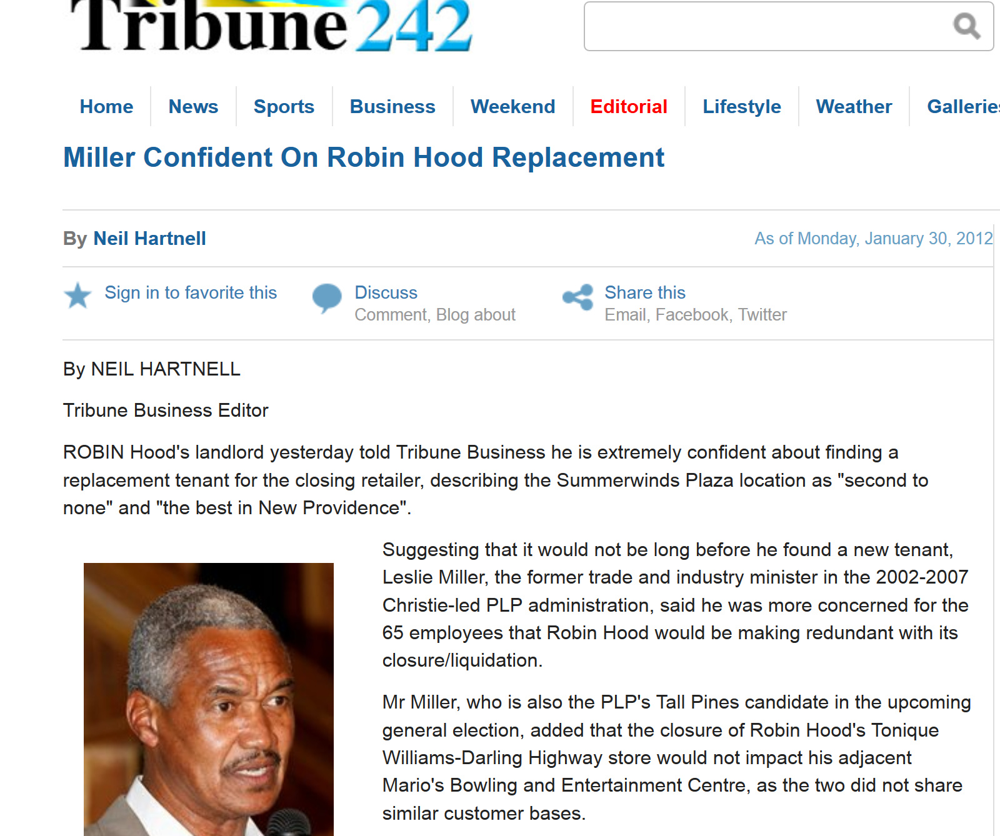 Tribune 242
Home News Sports Business Weekend Editorial Lifestyle Weather Galleries
Miller Confident On Robin Hood Replacement
By Neil Hartnell
As of Monday, January 30, 2012
Sign in to favorite this
Discuss
Comment, Blog about
Share this
Email, Facebook, Twitter
By NEIL HARTNELL
Tribune Business Editor
ROBIN Hood's landlord yesterday told Tribune Business he is extremely confident about finding a
replacement tenant for the closing retailer, describing the Summerwinds Plaza location as "second to
none" and "the best in New Providence".
Suggesting that it would not be long before he found a new tenant,
Leslie Miller, the former trade and industry minister in the 2002-2007
Christie-led PLP administration, said he was more concerned for the
65 employees that Robin Hood would be making redundant with its
closure/liquidation.
Mr Miller, who is also the PLP's Tall Pines candidate in the upcoming
general election, added that the closure of Robin Hood's Tonique
Williams-Darling Highway store would not impact his adjacent
Mario's Bowling and Entertainment Centre, as the two did not share
similar customer bases.